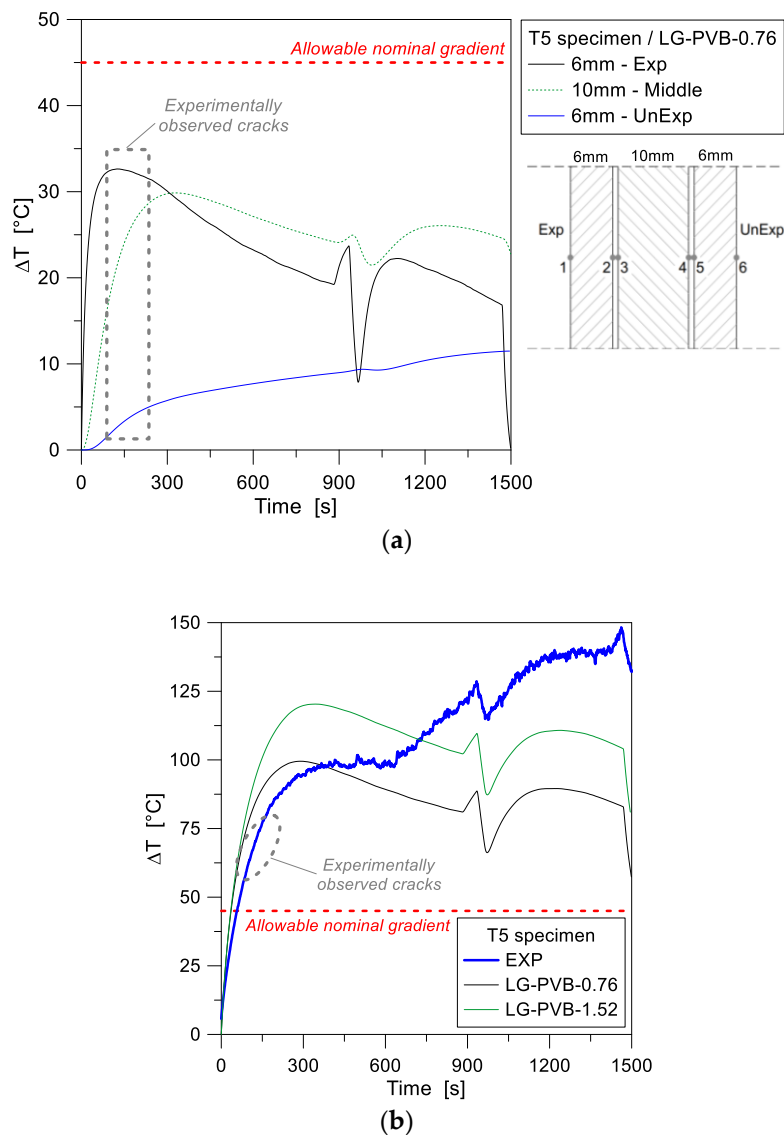 50
40
30
20
10
0
ΔT [°C]
Allowable nominal gradient
Experimentally
observed cracks
0
300
600
900
1200
1500
Time [s]
T5 specimen / LG-PVB-0.76
6mm - Exp
10mm - Middle
6mm - UnExp
6mm 10mm 6mm
Exp
UnExp
1 2 3 4 5 6
(a)
150
125
100
75
50
25
0
ΔT [°C]
Experimentally
observed cracks
Allowable nominal gradient
T5 specimen
EXP
LG-PVB-0.76
LG-PVB-1.52
0
300
600
900
1200
1500
Time [s]
(b)